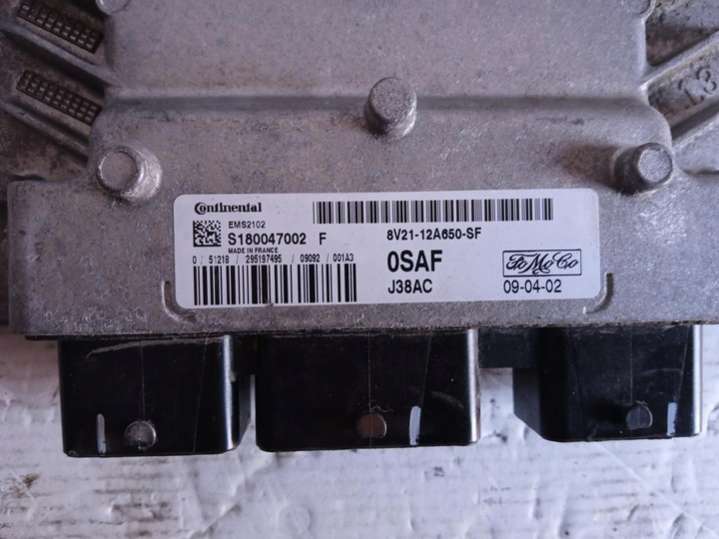 Continental
EMS2102
S180047002 F
MADE IN FRANCE
0 / 51218 / 295197495 / 09092 / 001A3
8V21-12A650-SF
0SAF
J38AC
FoMoCo
09-04-02
13